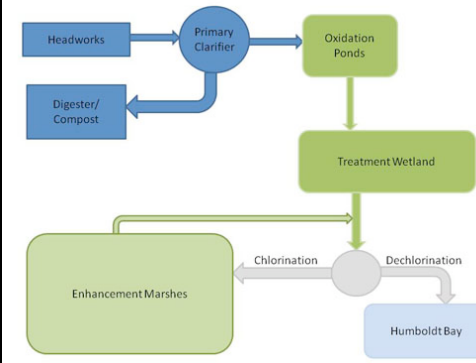 Headworks
Primary
Clarifier
Oxidation
Ponds
Digester/
Compost
Treatment Wetland
Chlorination
Dechlorination
Enhancement Marshes
Humboldt Bay